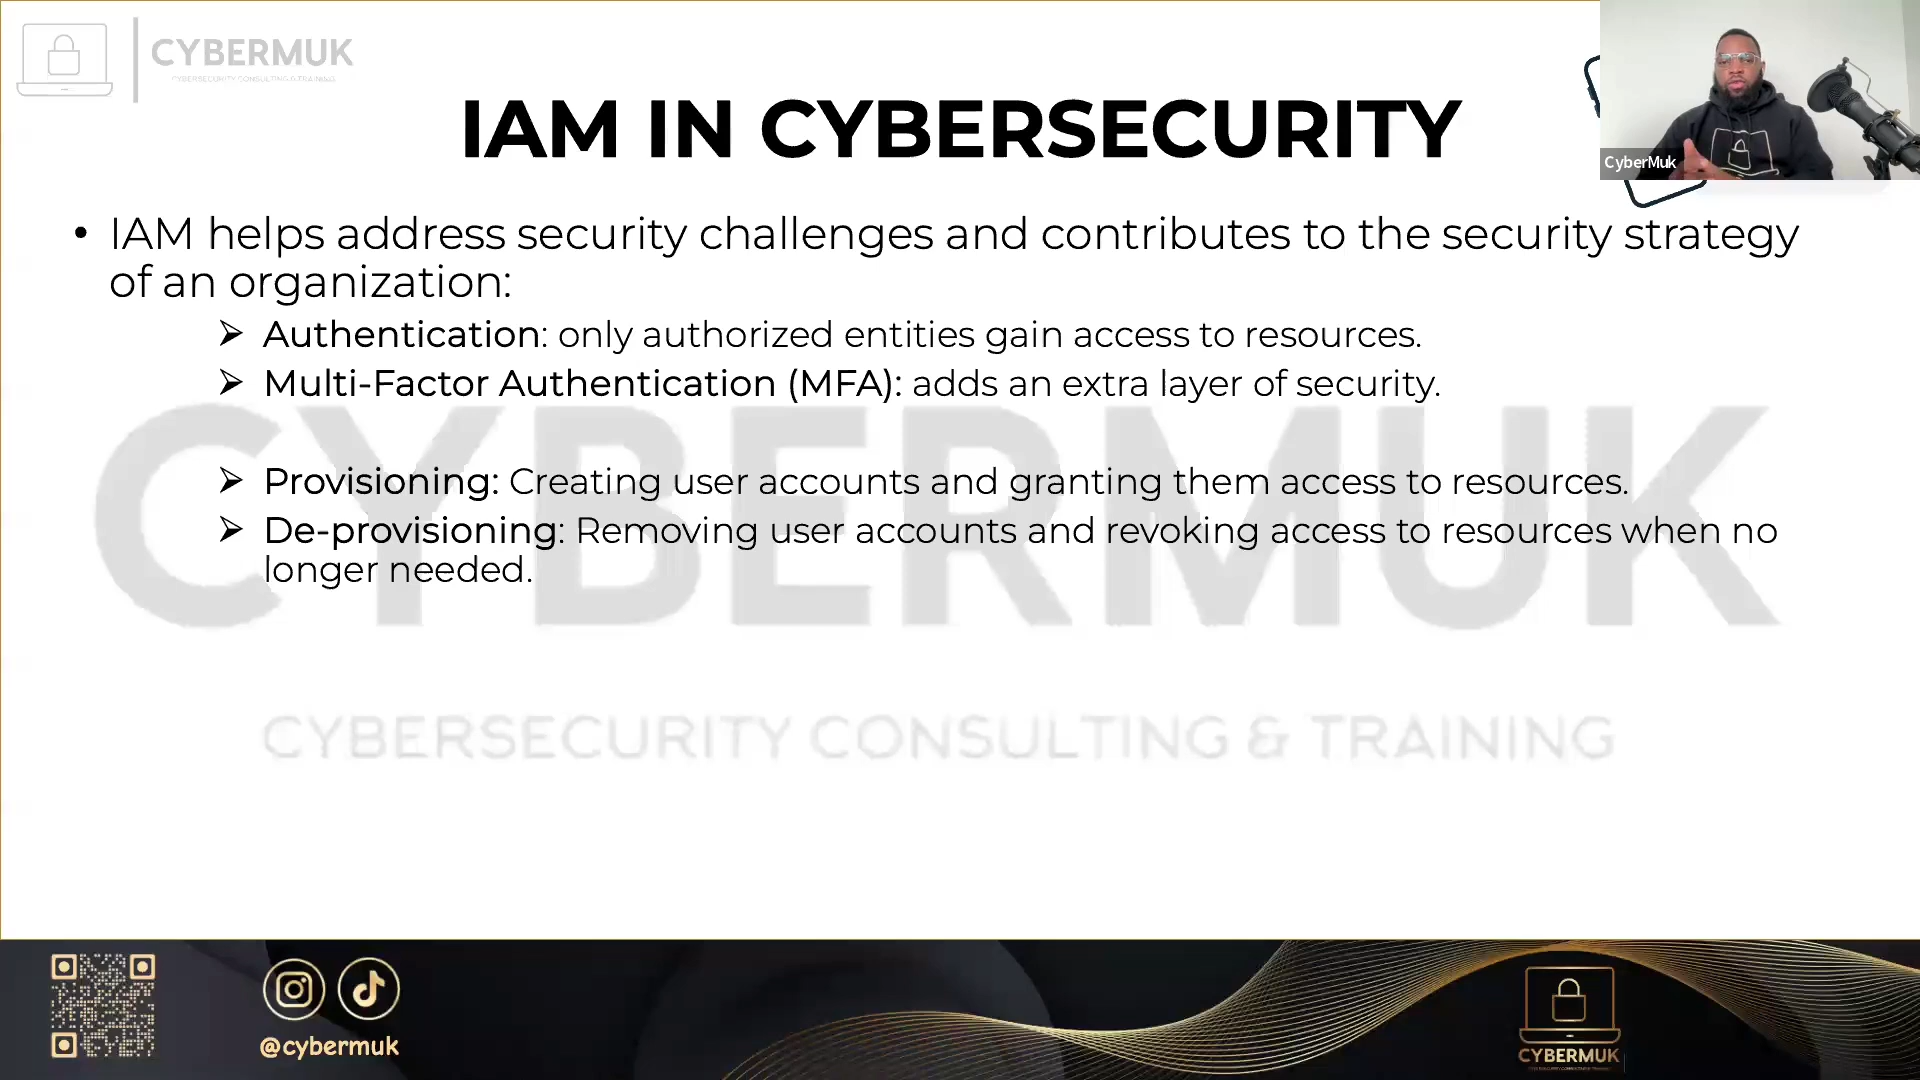 CYBERMUK
CYBERSECURITY CONSULTING & TRAINING
IAM IN CYBERSECURITY
CyberMuk
• IAM helps address security challenges and contributes to the security strategy
of an organization:
➢ Authentication: only authorized entities gain access to resources.
➢ Multi-Factor Authentication (MFA): adds an extra layer of security.
➢ Provisioning: Creating user accounts and granting them access to resources.
➢ De-provisioning: Removing user accounts and revoking access to resources when no
longer needed.
CYBERMUK
CYBERSECURITY CONSULTING & TRAINING
@cybermuk
CYBERMUK